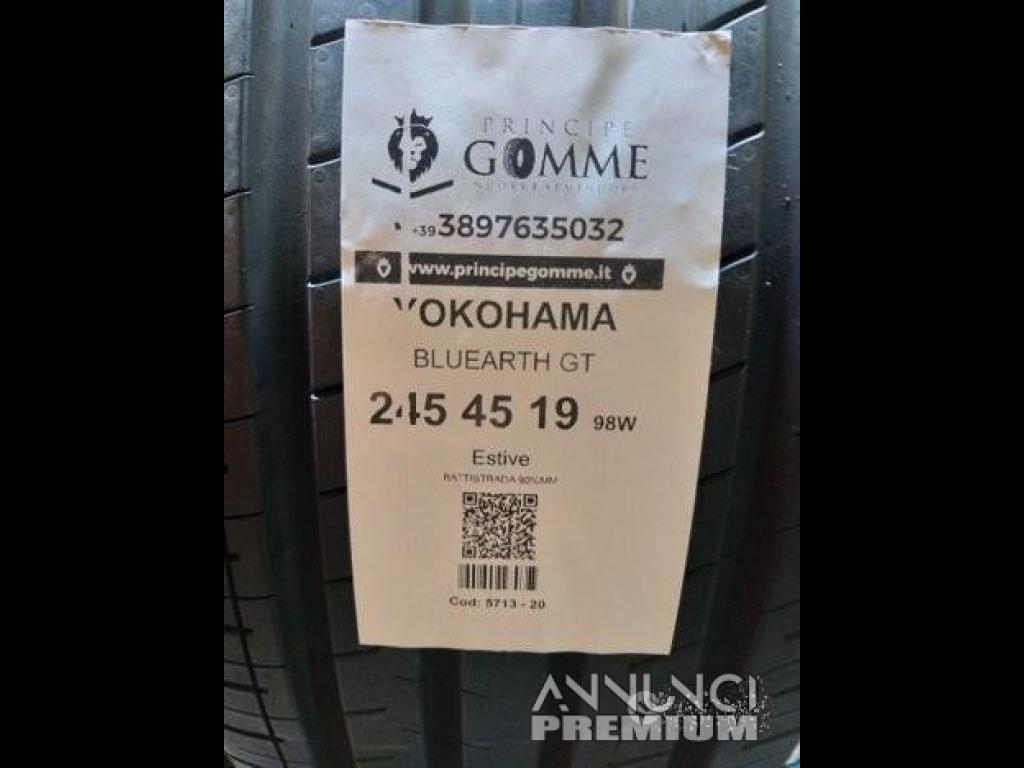 PRINCIPE
GOMME
+39 3897635032
www.principegomme.it
YOKOHAMA
BLUEARTH GT
245 45 19 98W
Estive
BATTISTRADA 90%MM
Cod: 5713 - 20
ANNUNCI
PREMIUM